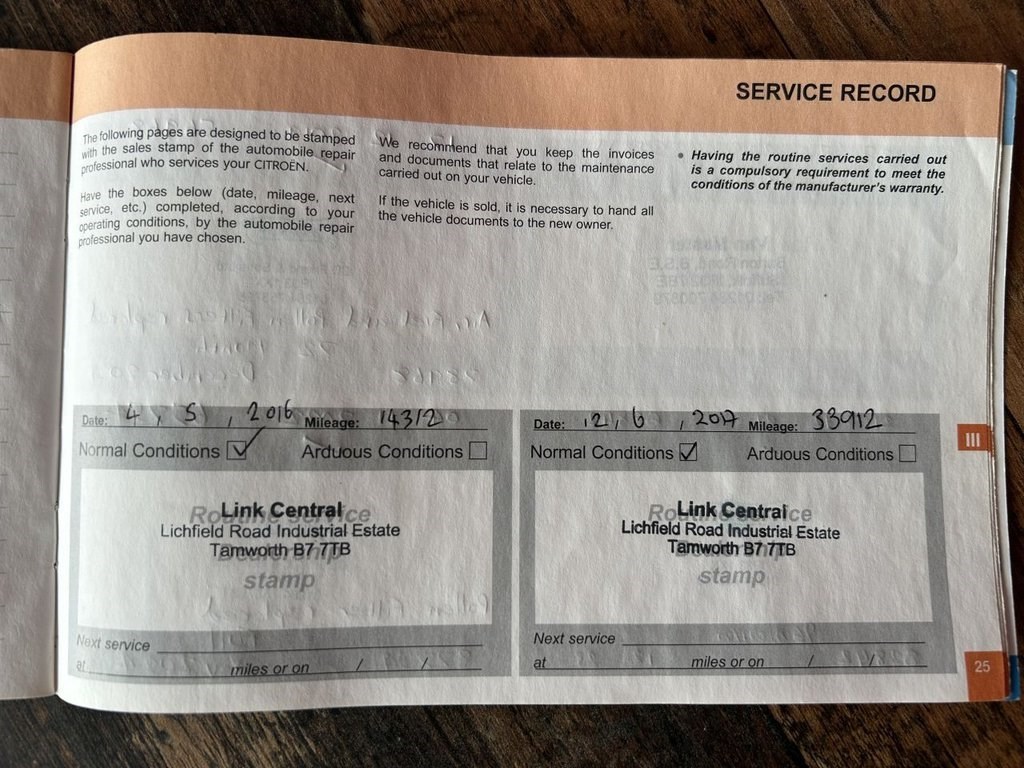 SERVICE RECORD
The following pages are designed to be stamped
with the sales stamp of the automobile repair
professional who services your CITROËN.
Have the boxes below (date, mileage, next
service, etc.) completed, according to your
operating conditions, by the automobile repair
professional you have chosen.
We recommend that you keep the invoices
and documents that relate to the maintenance
carried out on your vehicle.
If the vehicle is sold, it is necessary to hand all
the vehicle documents to the new owner.
• Having the routine services carried out
is a compulsory requirement to meet the
conditions of the manufacturer's warranty.
Date: 4 , 5 , 2016 Mileage: 14312
Normal Conditions ☑ Arduous Conditions ☐
Routine service
Link Central
Lichfield Road Industrial Estate
Tamworth B7 7TB
Dealership
stamp
Next service
at miles or on / /
Date: 12, 6 , 2017 Mileage: 33912
Normal Conditions ☑ Arduous Conditions ☐
Routine service
Link Central
Lichfield Road Industrial Estate
Tamworth B7 7TB
Dealership
stamp
Next service
at miles or on / /
III
25